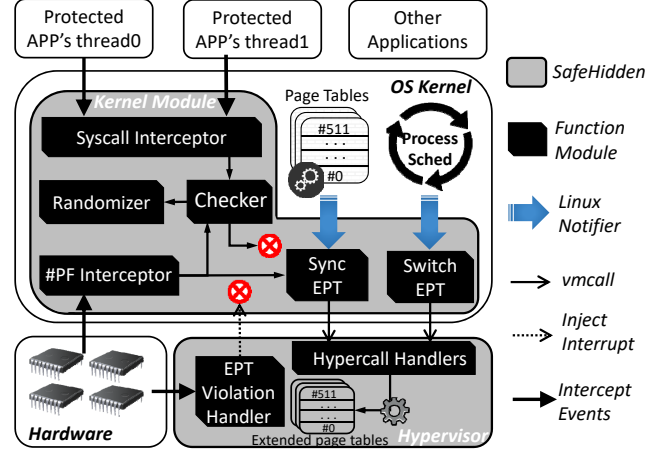 Protected
APP's thread0
Protected
APP's thread1
Other
Applications
SafeHidden
Kernel Module
Page Tables
OS Kernel
Syscall Interceptor
#511
. . .
. . .
#0
Process
Sched
Function
Module
Randomizer
Checker
Linux
Notifier
#PF Interceptor
Sync
EPT
Switch
EPT
vmcall
Inject
Interrupt
EPT
Violation
Handler
Hypercall Handlers
#511
. . .
. . .
#0
Extended page tables
Hardware
Hypervisor
Intercept
Events